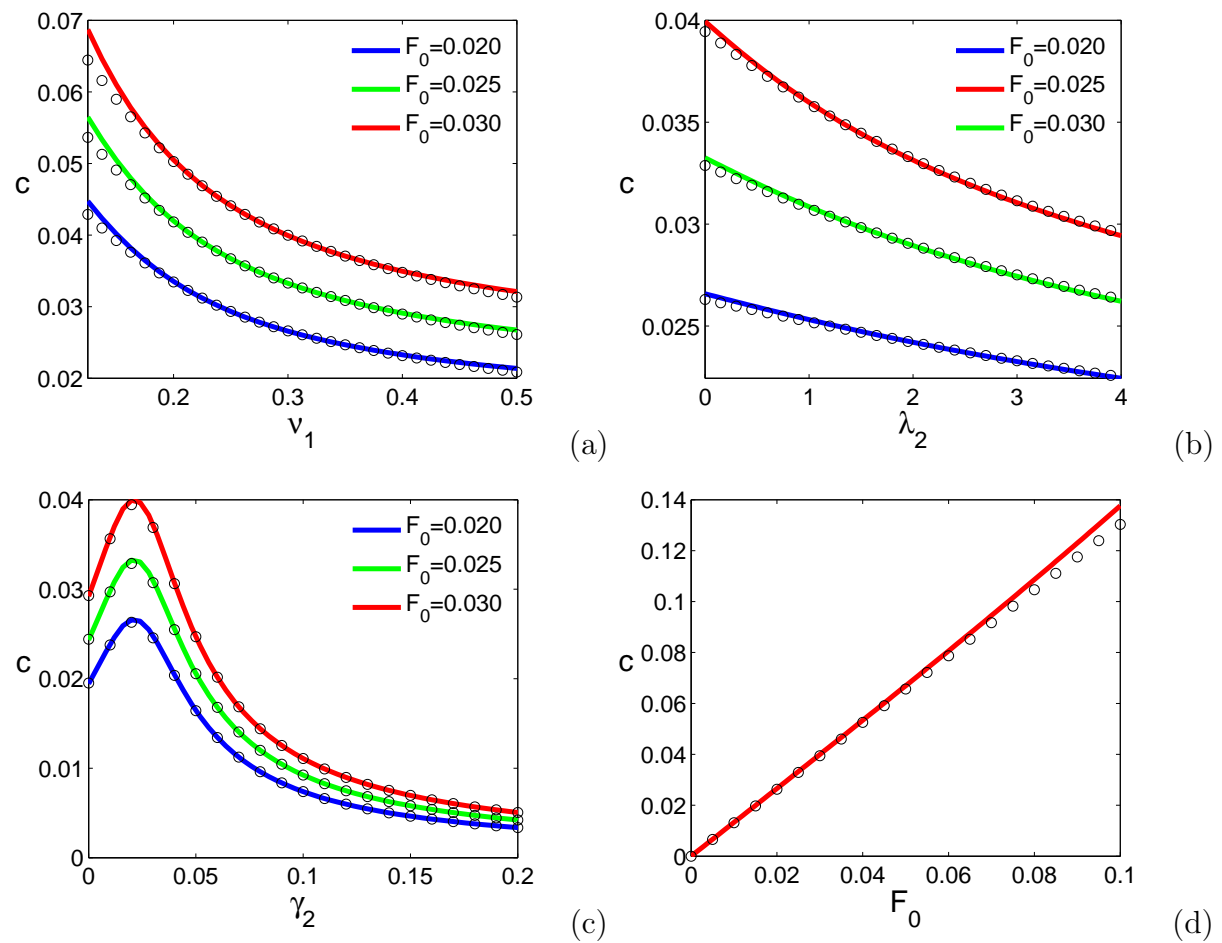 0.07
0.06
0.05
0.04
0.03
0.02
c
0.2 0.3 0.4 0.5
ν₁
F₀=0.020
F₀=0.025
F₀=0.030
(a)
0.04
0.035
0.03
0.025
c
0 1 2 3 4
λ₂
F₀=0.020
F₀=0.025
F₀=0.030
(b)
0.04
0.03
0.02
0.01
0
c
0 0.05 0.1 0.15 0.2
γ₂
F₀=0.020
F₀=0.025
F₀=0.030
(c)
0.14
0.12
0.1
0.08
0.06
0.04
0.02
0
c
0 0.02 0.04 0.06 0.08 0.1
F₀
(d)